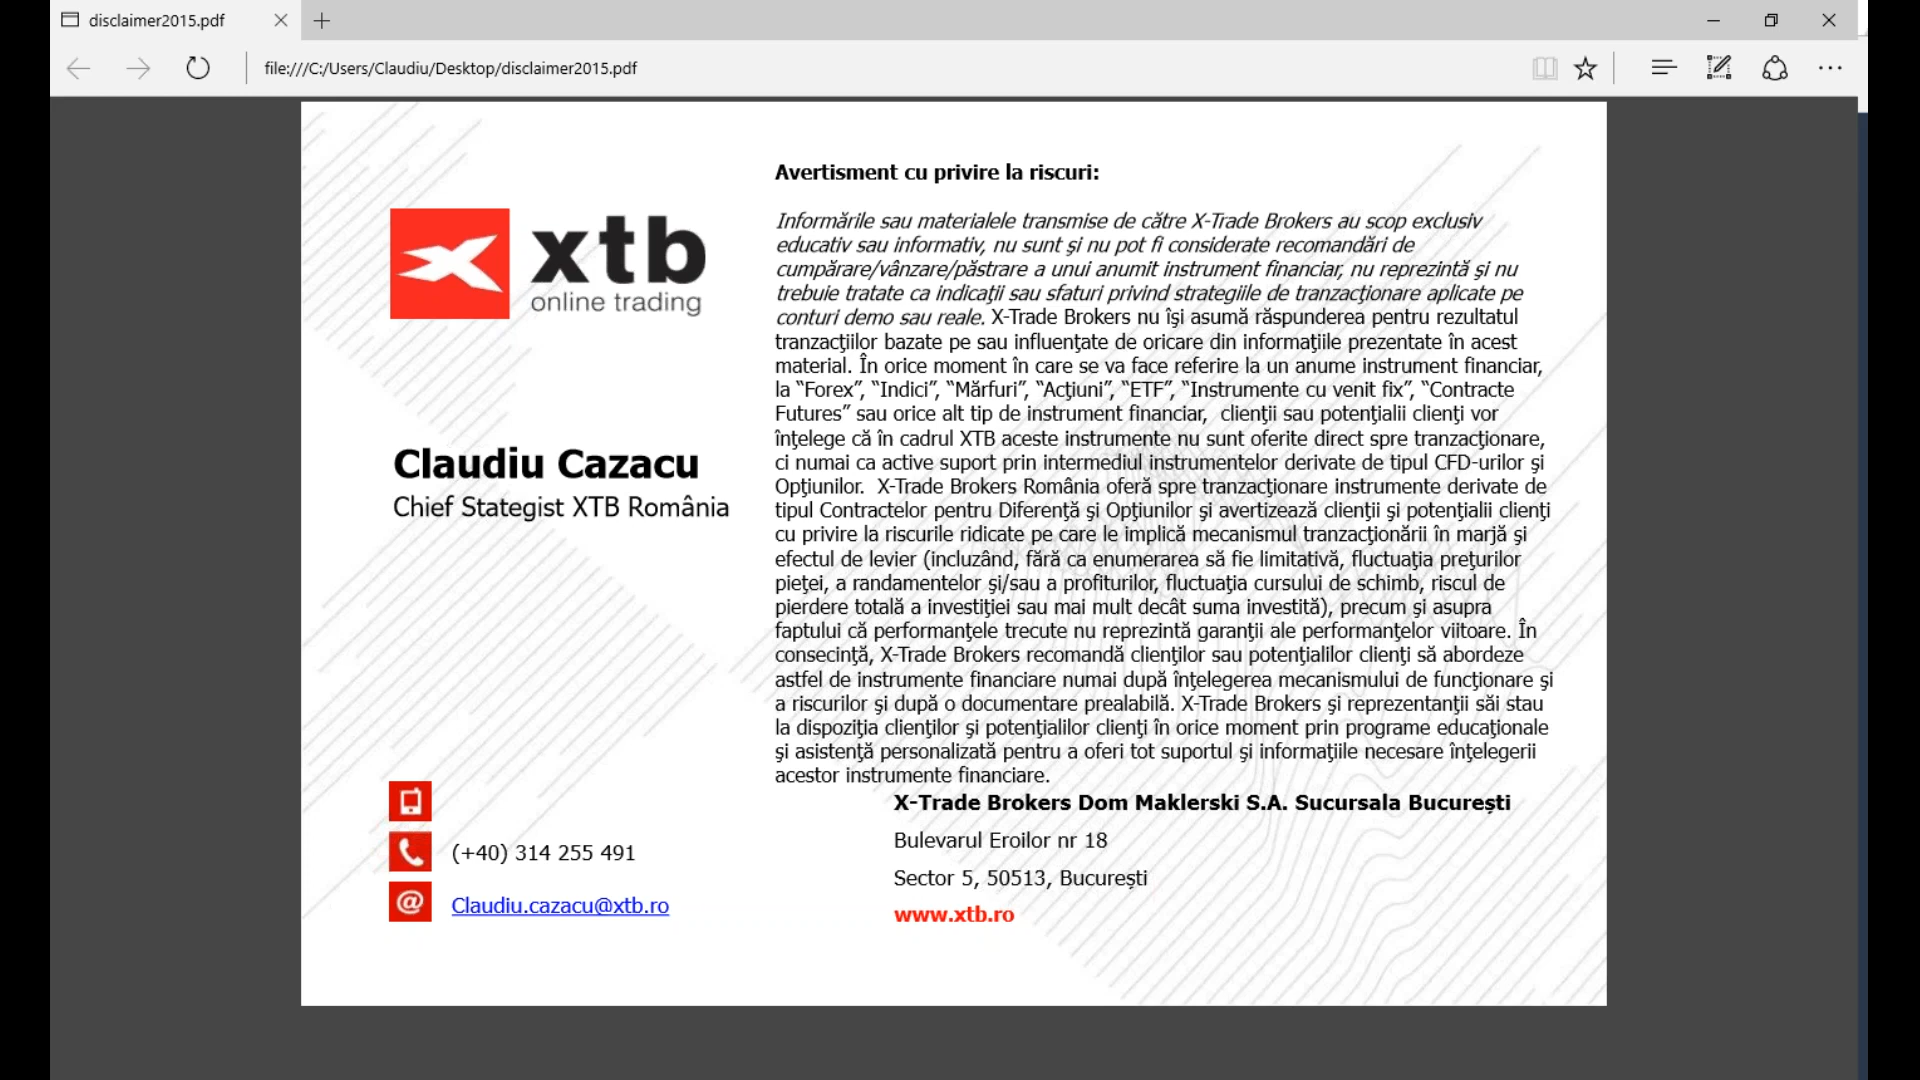 disclaimer2015.pdf
file:///C:/Users/Claudiu/Desktop/disclaimer2015.pdf
xtb
online trading
Claudiu Cazacu
Chief Stategist XTB România
(+40) 314 255 491
Claudiu.cazacu@xtb.ro
Avertisment cu privire la riscuri:
Informările sau materialele transmise de către X-Trade Brokers au scop exclusiv
educativ sau informativ, nu sunt şi nu pot fi considerate recomandări de
cumpărare/vânzare/păstrare a unui anumit instrument financiar, nu reprezintă şi nu
trebuie tratate ca indicaţii sau sfaturi privind strategiile de tranzacţionare aplicate pe
conturi demo sau reale. X-Trade Brokers nu îşi asumă răspunderea pentru rezultatul
tranzacţiilor bazate pe sau influenţate de oricare din informaţiile prezentate în acest
material. În orice moment în care se va face referire la un anume instrument financiar,
la “Forex”, “Indici”, “Mărfuri”, “Acţiuni”, “ETF”, “Instrumente cu venit fix”, “Contracte
Futures” sau orice alt tip de instrument financiar,  clienţii sau potenţialii clienţi vor
înţelege că în cadrul XTB aceste instrumente nu sunt oferite direct spre tranzacţionare,
ci numai ca active suport prin intermediul instrumentelor derivate de tipul CFD-urilor şi
Opţiunilor.  X-Trade Brokers România oferă spre tranzacţionare instrumente derivate de
tipul Contractelor pentru Diferenţă şi Opţiunilor şi avertizează clienţii şi potenţialii clienţi
cu privire la riscurile ridicate pe care le implică mecanismul tranzacţionării în marjă şi
efectul de levier (incluzând, fără ca enumerarea să fie limitativă, fluctuaţia preţurilor
pieţei, a randamentelor şi/sau a profiturilor, fluctuaţia cursului de schimb, riscul de
pierdere totală a investiţiei sau mai mult decât suma investită), precum şi asupra
faptului că performanţele trecute nu reprezintă garanţii ale performanţelor viitoare. În
consecinţă, X-Trade Brokers recomandă clienţilor sau potenţialilor clienţi să abordeze
astfel de instrumente financiare numai după înţelegerea mecanismului de funcţionare şi
a riscurilor şi după o documentare prealabilă. X-Trade Brokers şi reprezentanţii săi stau
la dispoziţia clienţilor şi potenţialilor clienţi în orice moment prin programe educaţionale
şi asistenţă personalizată pentru a oferi tot suportul şi informaţiile necesare înţelegerii
acestor instrumente financiare.
X-Trade Brokers Dom Maklerski S.A. Sucursala București
Bulevarul Eroilor nr 18
Sector 5, 50513, București
www.xtb.ro